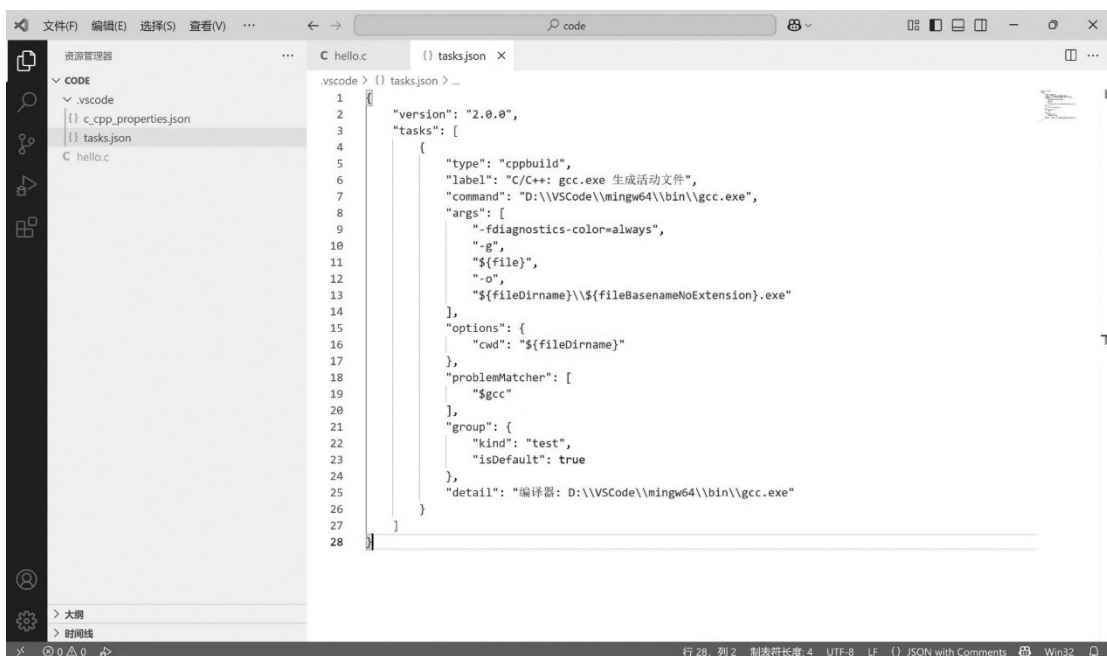 文件(F) 编辑(E) 选择(S) 查看(V) ···
code
资源管理器 ···
CODE
.vscode
{} c_cpp_properties.json
{} tasks.json
C hello.c
大纲
时间线
C hello.c
{} tasks.json ×
.vscode > {} tasks.json > ...
1 {
2 "version": "2.0.0",
3 "tasks": [
4 {
5 "type": "cppbuild",
6 "label": "C/C++: gcc.exe 生成活动文件",
7 "command": "D:\\VSCode\\mingw64\\bin\\gcc.exe",
8 "args": [
9 "-fdiagnostics-color=always",
10 "-g",
11 "${file}",
12 "-o",
13 "${fileDirname}\\${fileBasenameNoExtension}.exe"
14 ],
15 "options": {
16 "cwd": "${fileDirname}"
17 },
18 "problemMatcher": [
19 "$gcc"
20 ],
21 "group": {
22 "kind": "test",
23 "isDefault": true
24 },
25 "detail": "编译器: D:\\VSCode\\mingw64\\bin\\gcc.exe"
26 }
27 ]
28 }
0 0 行 28，列 2 制表符长度: 4 UTF-8 LF {} JSON with Comments Win32